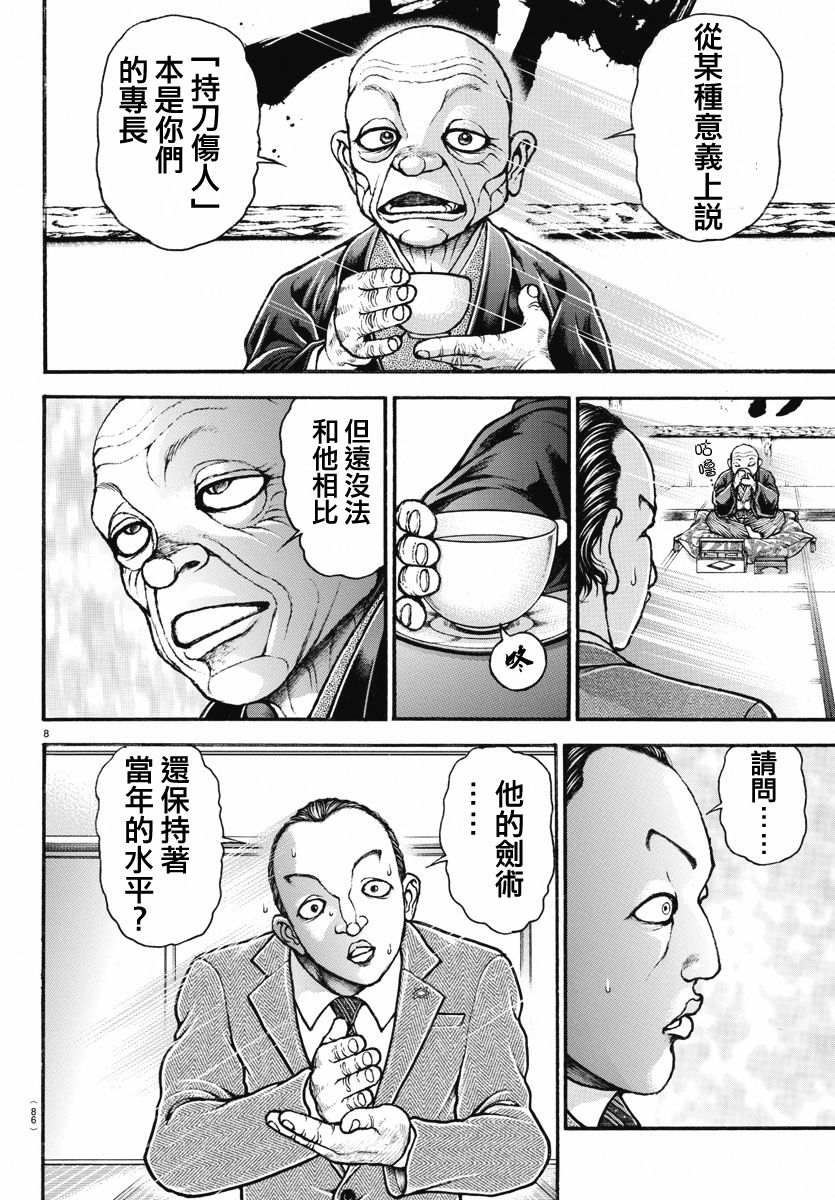 從某種意義上説
「持刀傷人」
本是你們
的專長
咕嚕…
咚
但遠沒法
和他相比
8
請問……
他的劍術
……
還保持著
當年的水平?
(86)